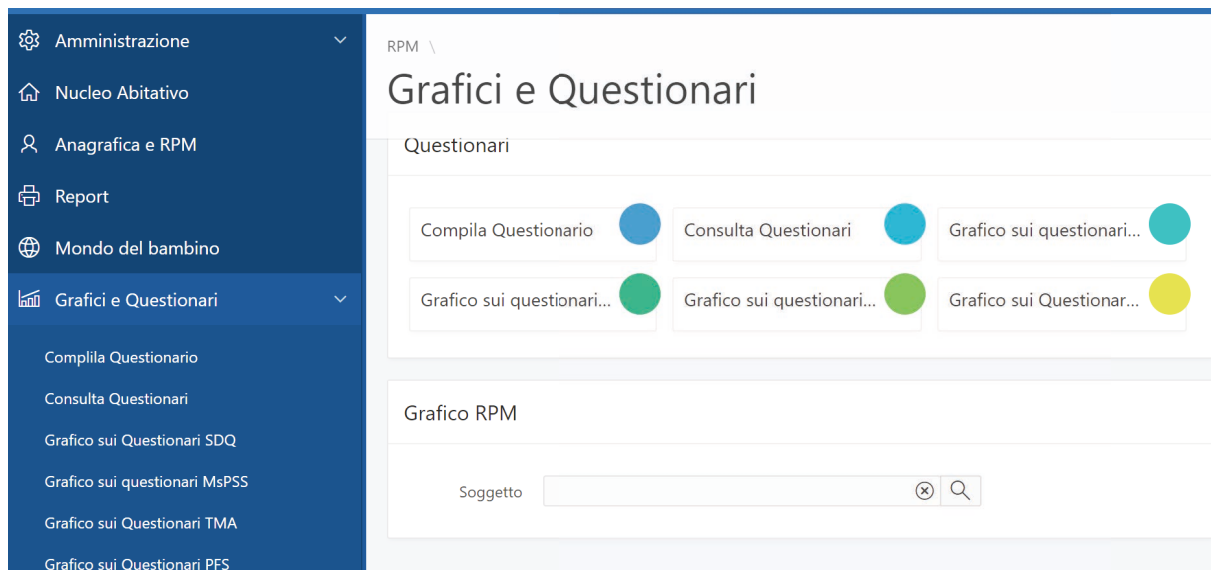 Amministrazione
Nucleo Abitativo
Anagrafica e RPM
Report
Mondo del bambino
Grafici e Questionari
Complila Questionario
Consulta Questionari
Grafico sui Questionari SDQ
Grafico sui questionari MsPSS
Grafico sui Questionari TMA
Grafico sui Questionari PFS
RPM \
Grafici e Questionari
Questionari
Compila Questionario
Consulta Questionari
Grafico sui questionari...
Grafico sui questionari...
Grafico sui questionari...
Grafico sui Questionar...
Grafico RPM
Soggetto